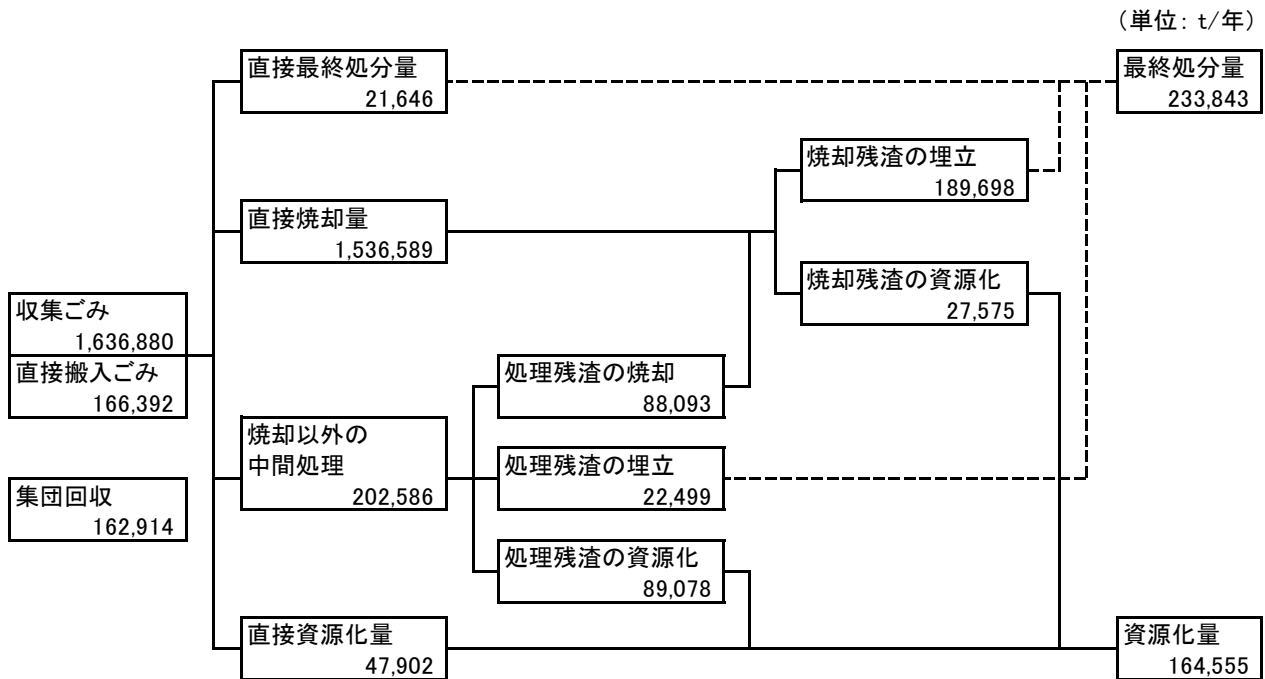 （単位：t/年）
直接最終処分量
21,646
最終処分量
233,843
焼却残渣の埋立
189,698
直接焼却量
1,536,589
焼却残渣の資源化
27,575
収集ごみ
1,636,880
直接搬入ごみ
166,392
処理残渣の焼却
88,093
焼却以外の
中間処理
202,586
処理残渣の埋立
22,499
集団回収
162,914
処理残渣の資源化
89,078
直接資源化量
47,902
資源化量
164,555